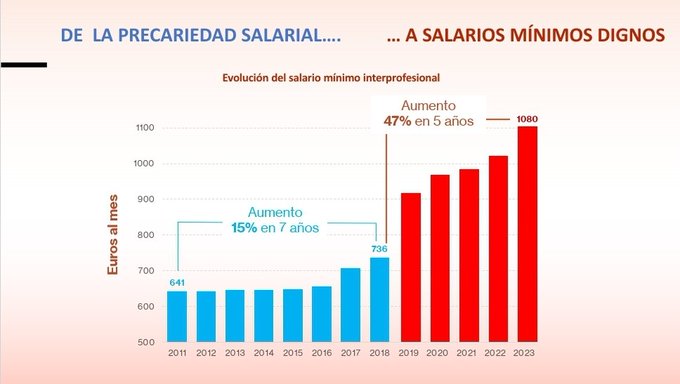 DE LA PRECARIEDAD SALARIAL.... ... A SALARIOS MÍNIMOS DIGNOS
Evolución del salario mínimo interprofesional
Aumento
47% en 5 años
1080
Aumento
15% en 7 años
641
736
Euros al mes
1100
1000
900
800
700
600
500
2011 2012 2013 2014 2015 2016 2017 2018 2019 2020 2021 2022 2023